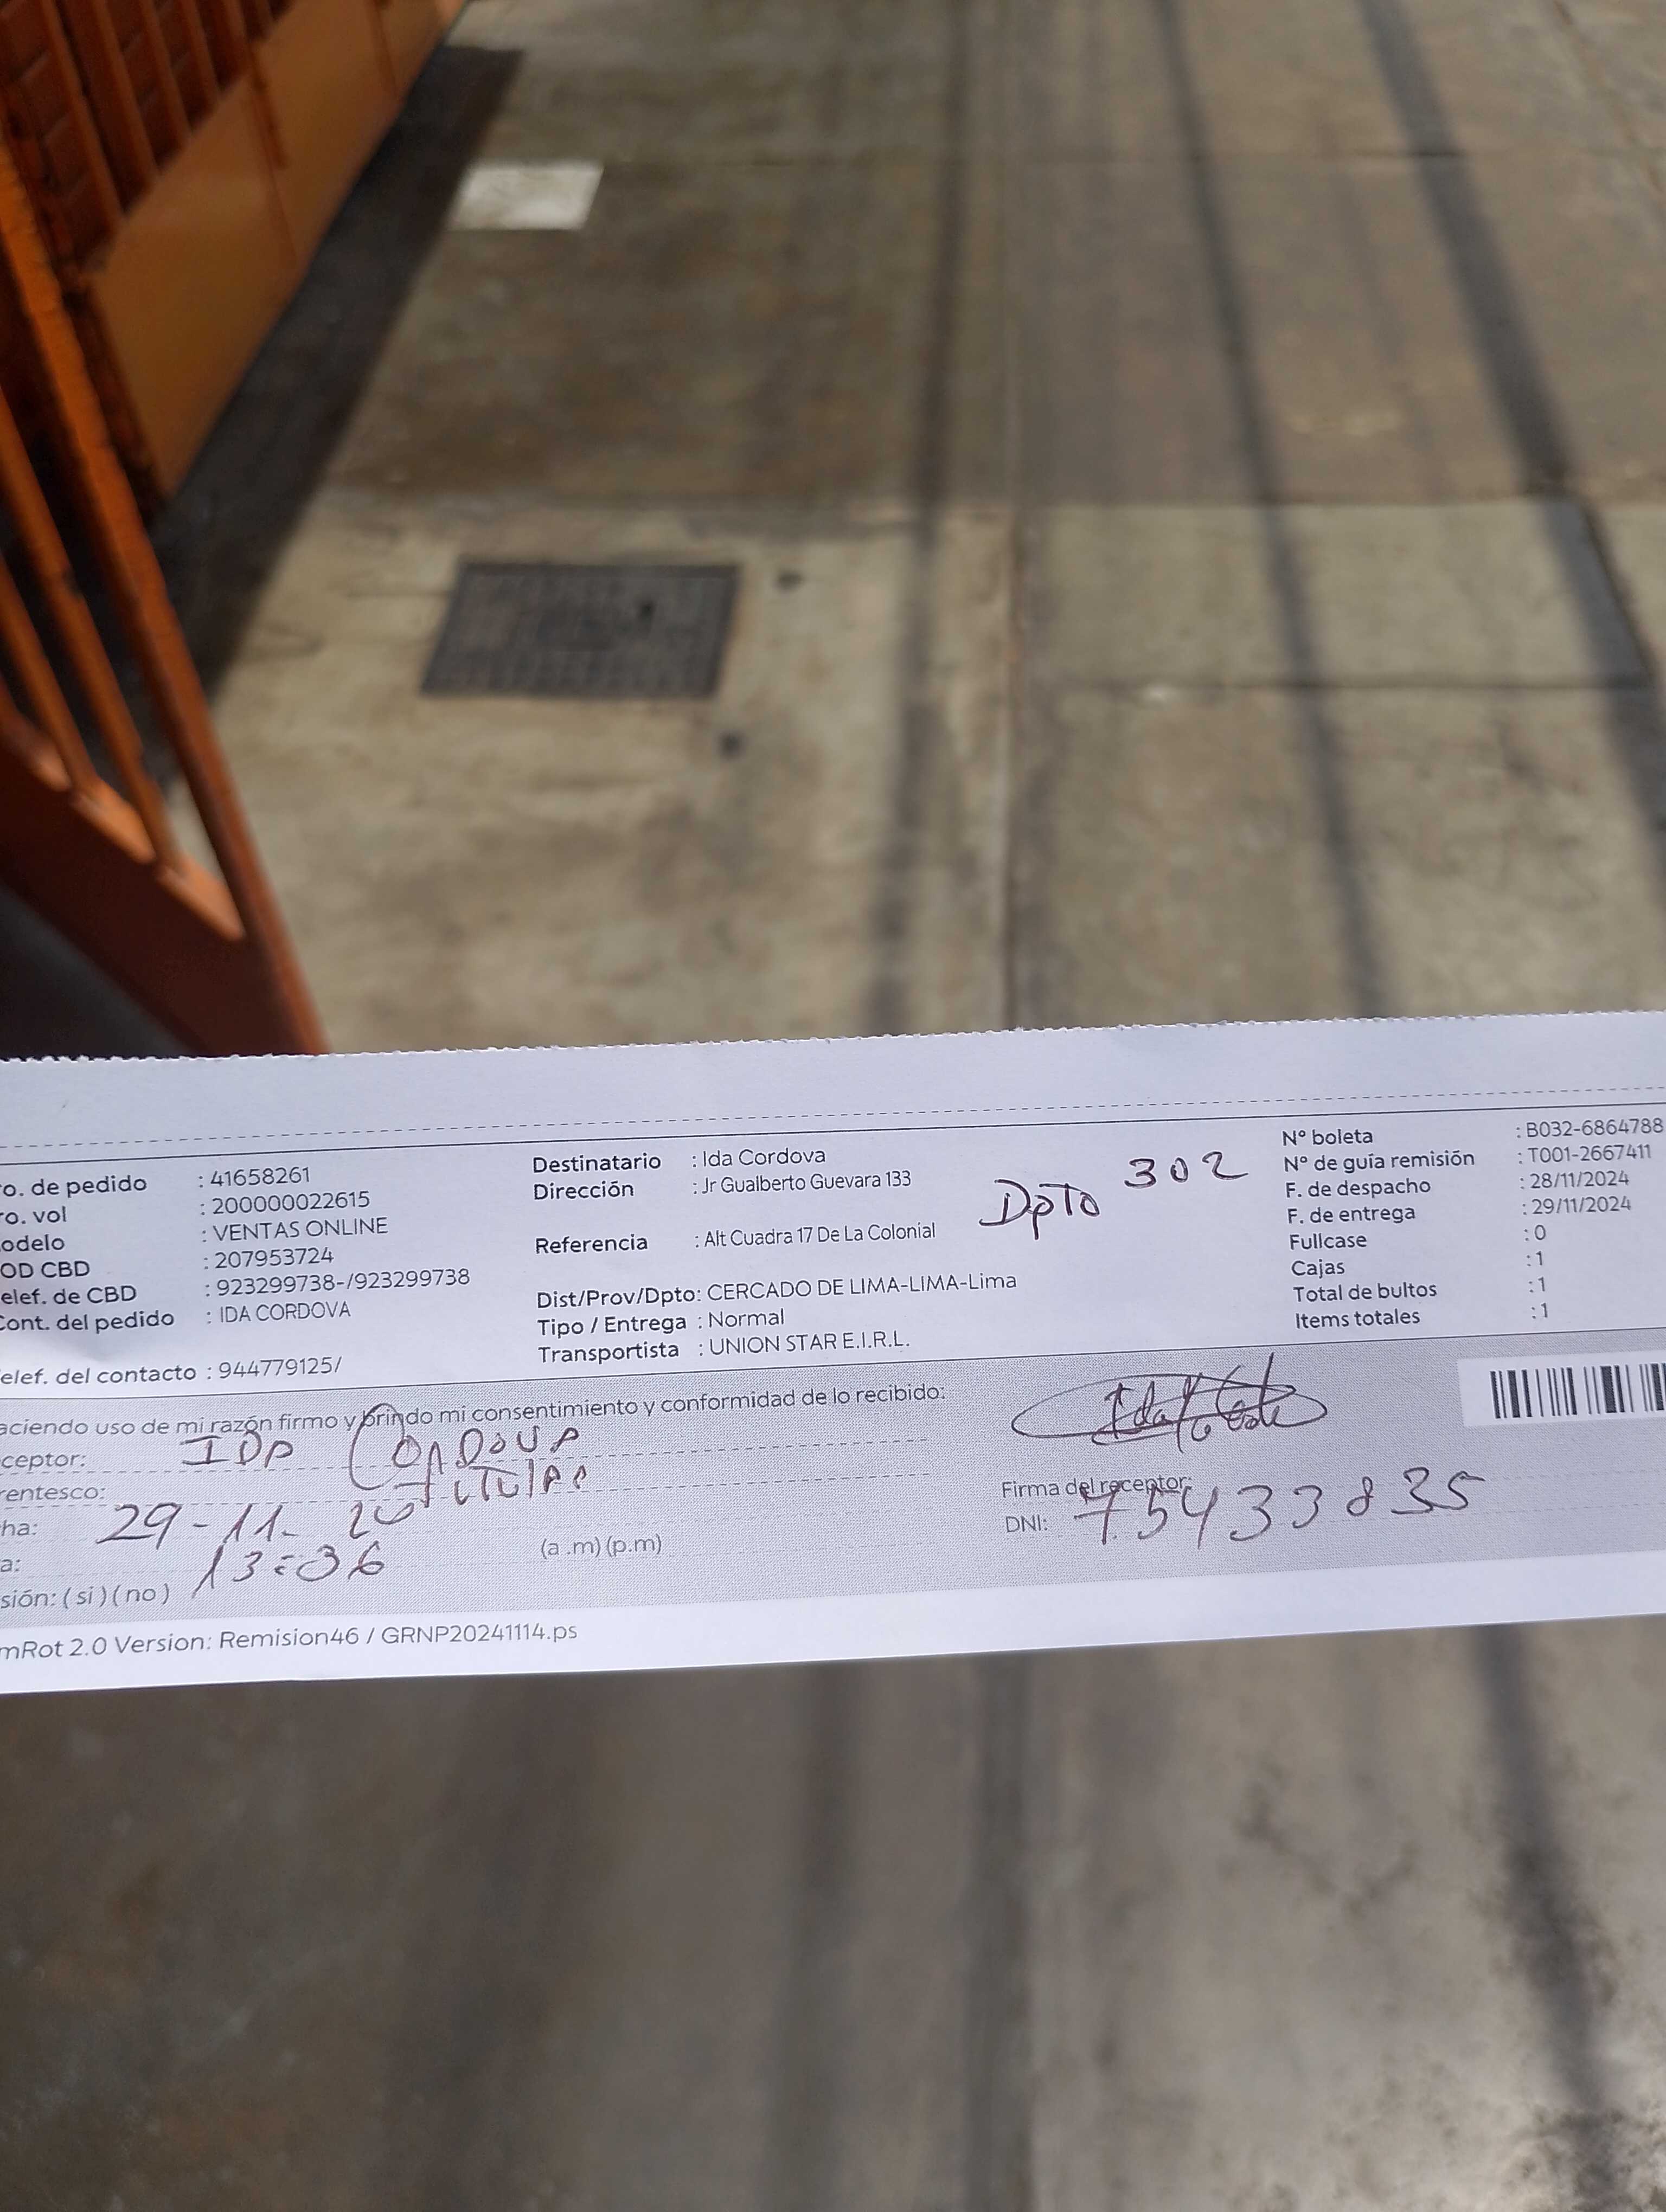 ro. de pedido : 41658261
ro. vol : 200000022615
odelo : VENTAS ONLINE
OD CBD : 207953724
elef. de CBD : 923299738-/923299738
Cont. del pedido : IDA CORDOVA
elef. del contacto : 944779125/
Destinatario : Ida Cordova
Dirección : Jr Gualberto Guevara 133
Dpto 302
Referencia : Alt Cuadra 17 De La Colonial
Dist/Prov/Dpto: CERCADO DE LIMA-LIMA-Lima
Tipo / Entrega : Normal
Transportista : UNION STAR E.I.R.L.
N° boleta : B032-6864788
N° de guía remisión : T001-2667411
F. de despacho : 28/11/2024
F. de entrega : 29/11/2024
Fullcase : 0
Cajas : 1
Total de bultos : 1
Items totales : 1
aciendo uso de mi razón firmo y brindo mi consentimiento y conformidad de lo recibido:
ceptor: IDA CORDOVA
rentesco: TITULAR
ha: 29-11-24
a: 13:36 (a .m) (p.m)
sión: ( si ) ( no )
Firma del receptor:
DNI: 75433835
mRot 2.0 Version: Remision46 / GRNP20241114.ps